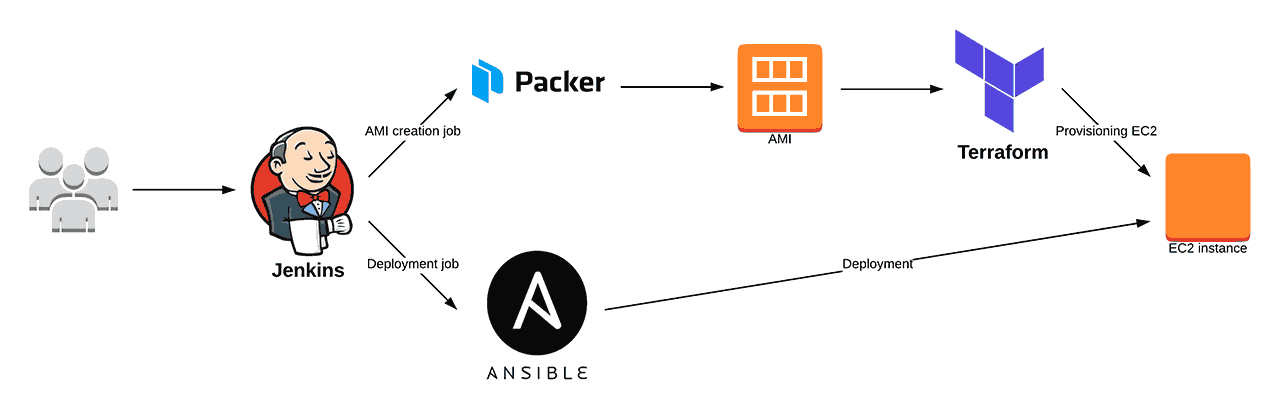 Packer
AMI creation job
AMI
Provisioning EC2
Terraform
Jenkins
Deployment job
Deployment
EC2 instance
ANSIBLE